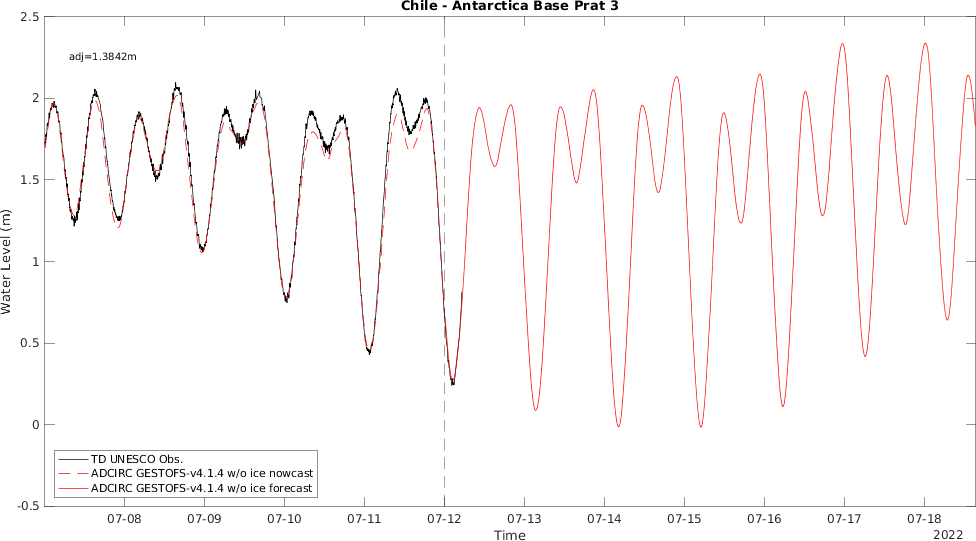 Chile - Antarctica Base Prat 3
adj=1.3842m
2.5
2
1.5
1
0.5
0
-0.5
Water Level (m)
TD UNESCO Obs.
ADCIRC GESTOFS-v4.1.4 w/o ice nowcast
ADCIRC GESTOFS-v4.1.4 w/o ice forecast
07-08 07-09 07-10 07-11 07-12 07-13 07-14 07-15 07-16 07-17 07-18
Time
2022